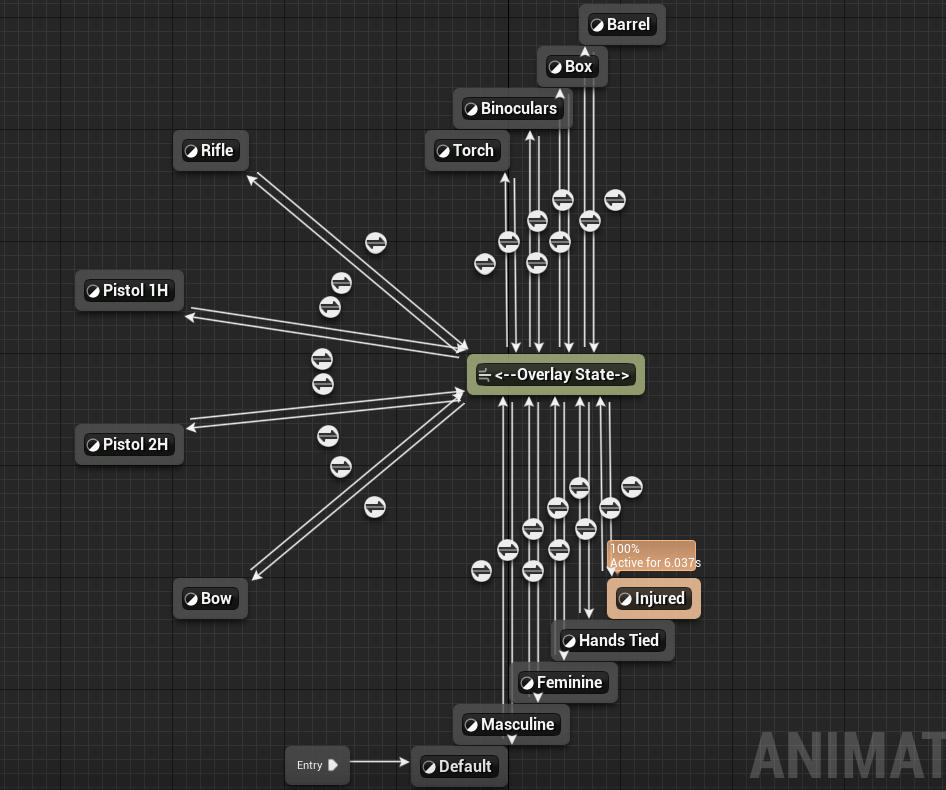 Barrel
Box
Binoculars
Torch
Rifle
Pistol 1H
<--Overlay State->
Pistol 2H
100%
Active for 6.037s
Injured
Bow
Hands Tied
Feminine
Masculine
Entry
Default
ANIMAT